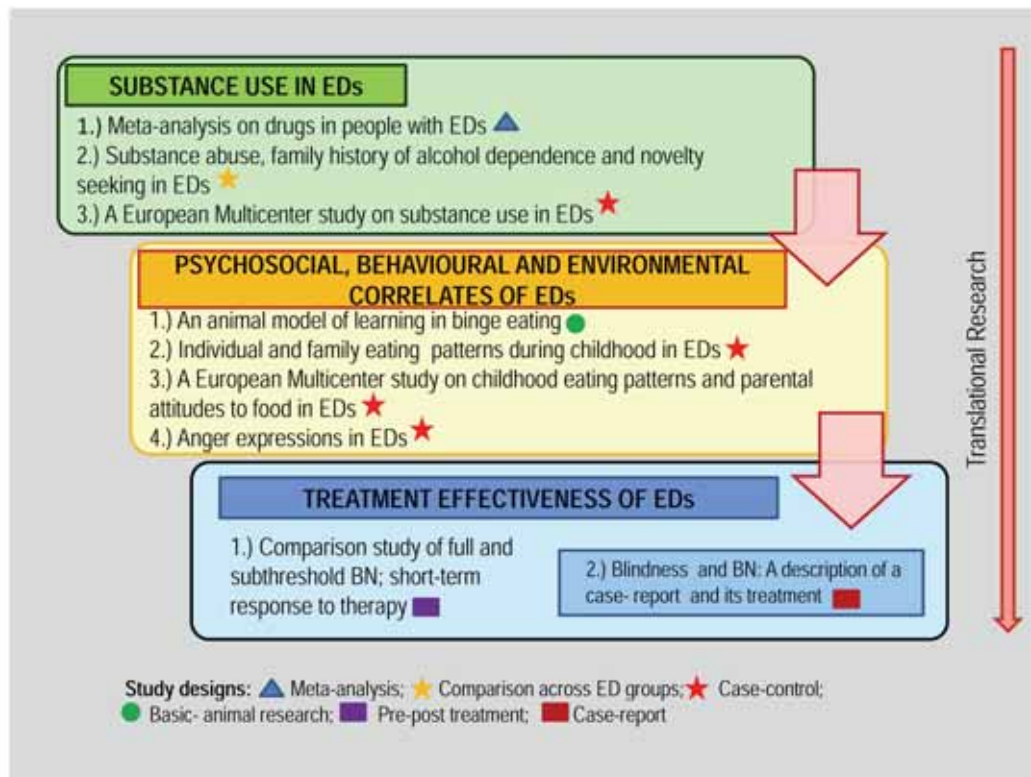 SUBSTANCE USE IN EDs
1.) Meta-analysis on drugs in people with EDs
2.) Substance abuse, family history of alcohol dependence and novelty
seeking in EDs
3.) A European Multicenter study on substance use in EDs
PSYCHOSOCIAL, BEHAVIOURAL AND ENVIRONMENTAL
CORRELATES OF EDs
1.) An animal model of learning in binge eating
2.) Individual and family eating patterns during childhood in EDs
3.) A European Multicenter study on childhood eating patterns and parental
attitudes to food in EDs
4.) Anger expressions in EDs
TREATMENT EFFECTIVENESS OF EDs
1.) Comparison study of full and
subthreshold BN; short-term
response to therapy
2.) Blindness and BN: A description of a
case- report and its treatment
Translational Research
Study designs: Meta-analysis; Comparison across ED groups; Case-control;
Basic- animal research; Pre-post treatment; Case-report